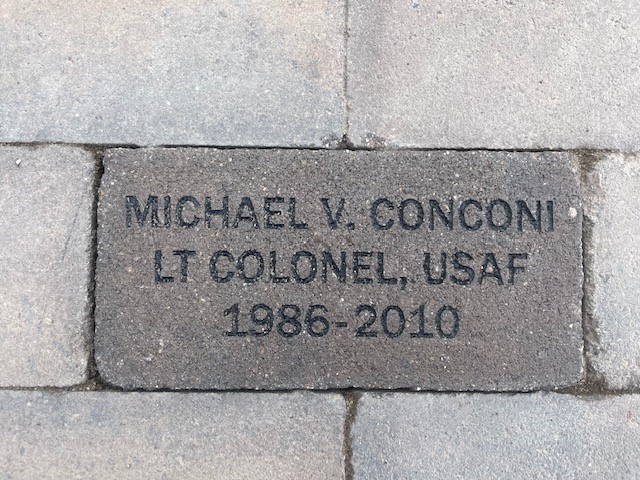 MICHAEL V. CONCONI
LT COLONEL, USAF
1986-2010